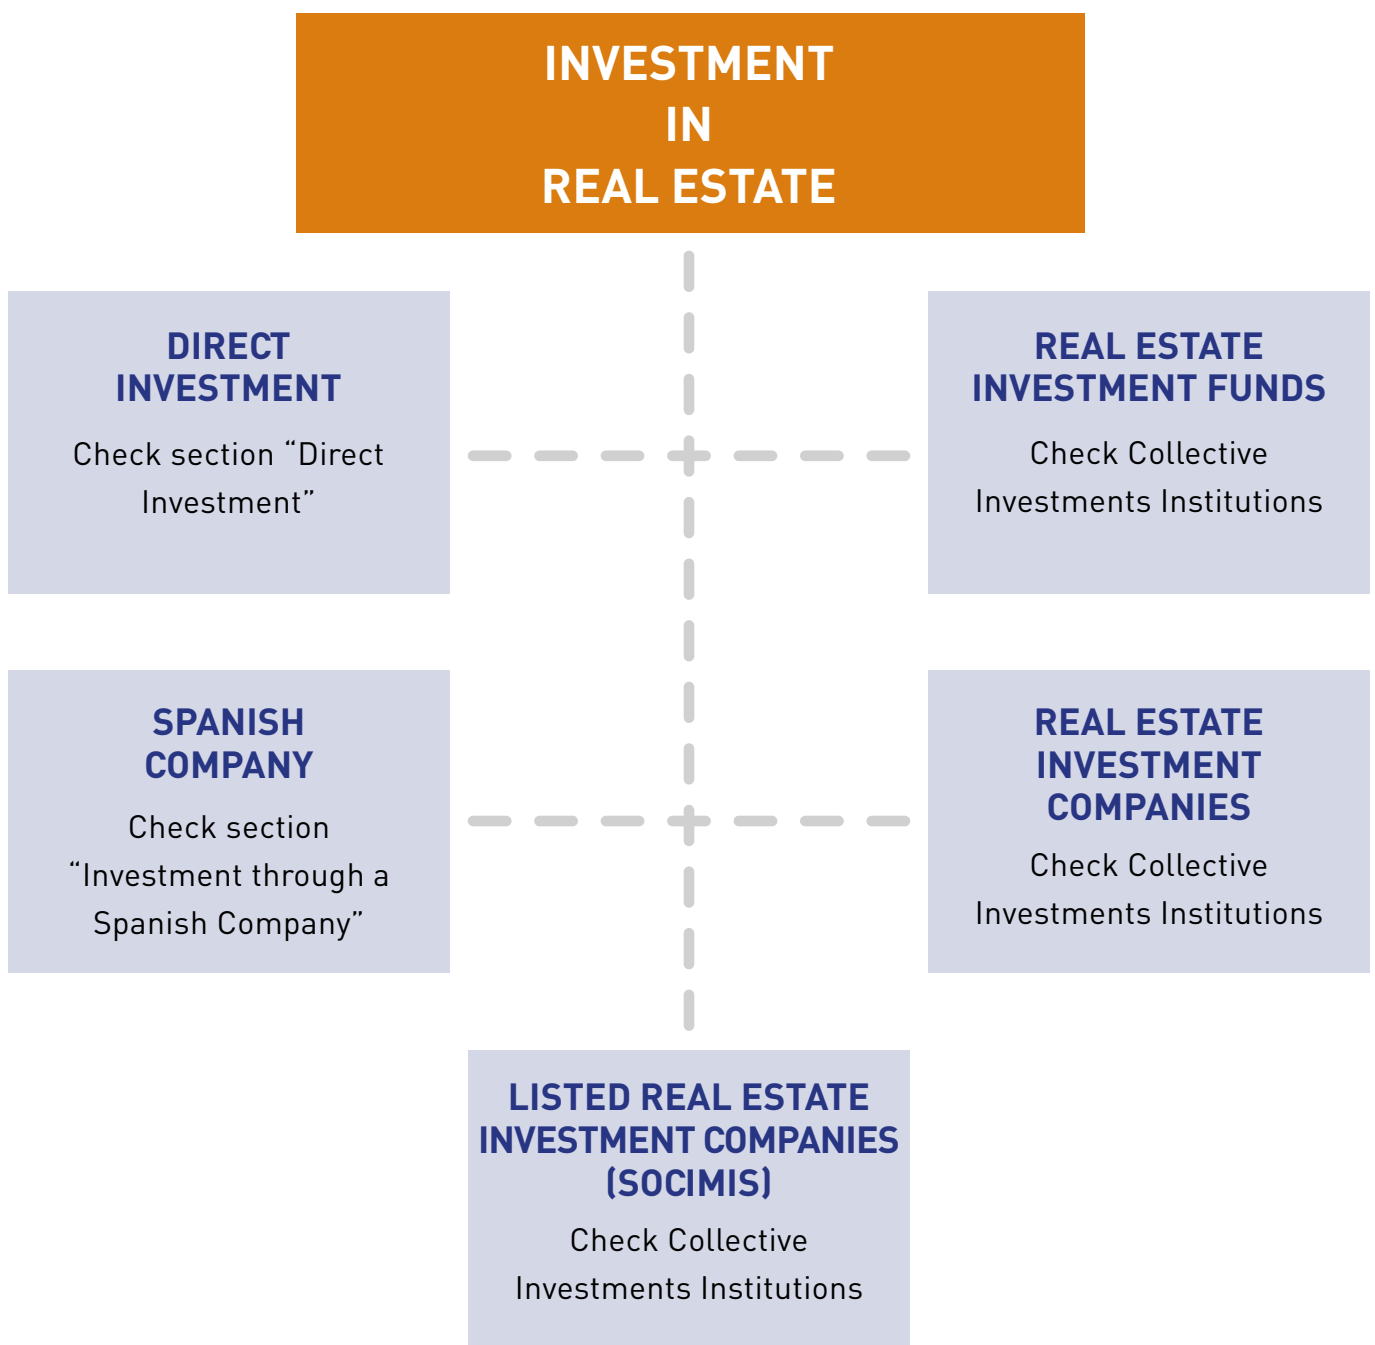 INVESTMENT
IN
REAL ESTATE
DIRECT
INVESTMENT
Check section “Direct
Investment”
REAL ESTATE
INVESTMENT FUNDS
Check Collective
Investments Institutions
SPANISH
COMPANY
Check section
“Investment through a
Spanish Company”
REAL ESTATE
INVESTMENT
COMPANIES
Check Collective
Investments Institutions
LISTED REAL ESTATE
INVESTMENT COMPANIES
(SOCIMIS)
Check Collective
Investments Institutions